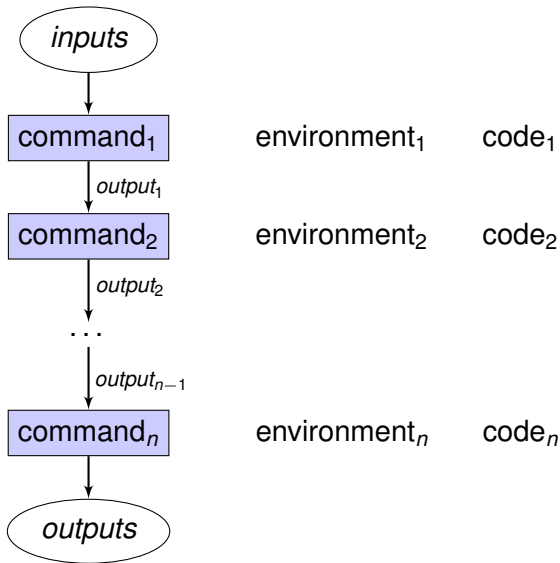 inputs
command₁ environment₁ code₁
output₁
command₂ environment₂ code₂
output₂
...
outputₙ₋₁
commandₙ environmentₙ codeₙ
outputs